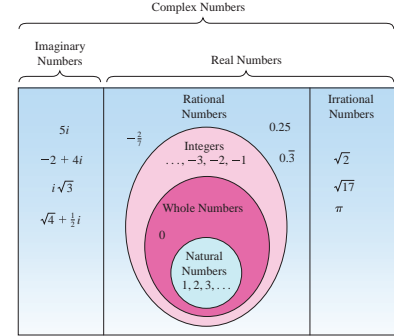 Complex Numbers
Imaginary
Numbers
Real Numbers
Rational
Numbers
Irrational
Numbers
5i
−2 + 4i
i√3
√4 + ½i
−2/7
0.25
0.3̅
Integers
. . . , −3, −2, −1
Whole Numbers
0
Natural
Numbers
1, 2, 3, . . .
√2
√17
π